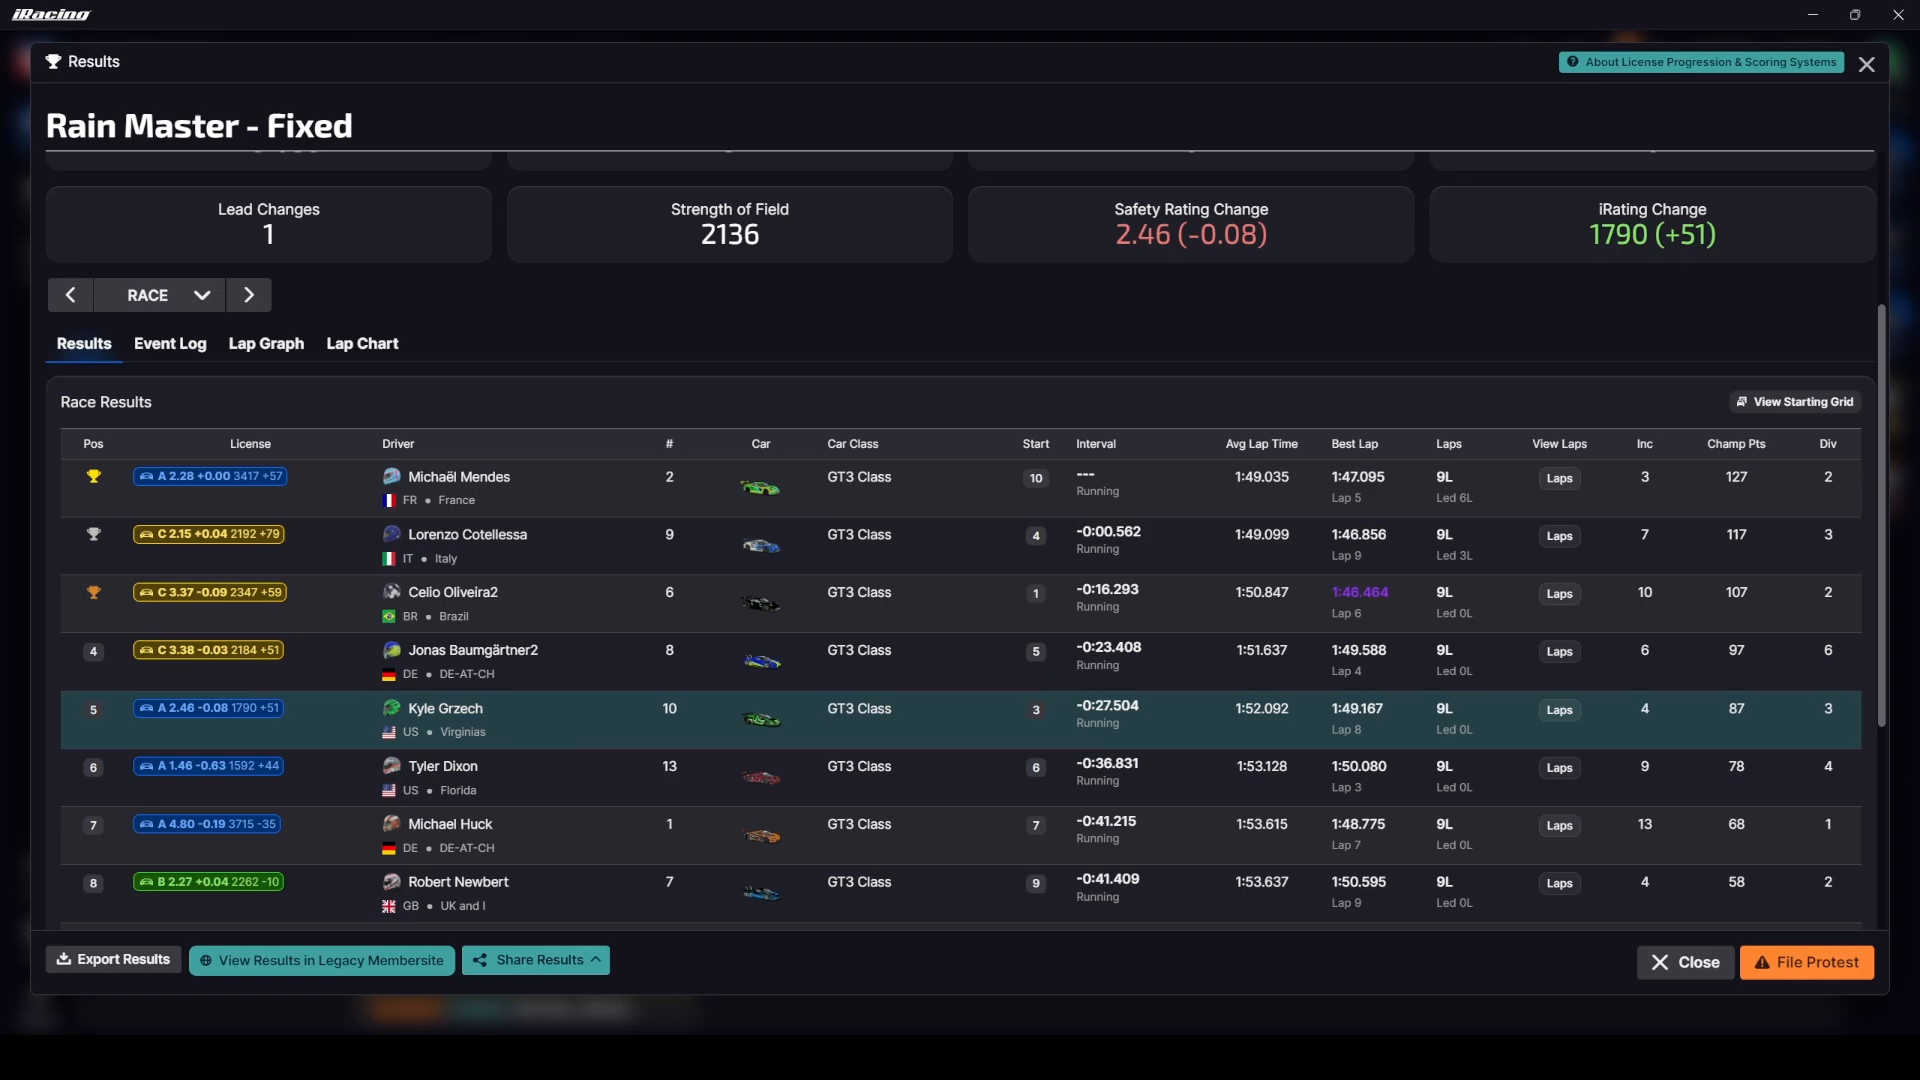 iRacing
Results
About License Progression & Scoring Systems
Rain Master - Fixed
Lead Changes
1
Strength of Field
2136
Safety Rating Change
2.46 (-0.08)
iRating Change
1790 (+51)
RACE
Results Event Log Lap Graph Lap Chart
Race Results
View Starting Grid
Pos License Driver # Car Car Class Start Interval Avg Lap Time Best Lap Laps View Laps Inc Champ Pts Div
A 2.28 +0.00 3417 +57 Michaël Mendes 2 GT3 Class 10 --- 1:49.035 1:47.095 9L Laps 3 127 2
FR • France Running Lap 5 Led 6L
C 2.15 +0.04 2192 +79 Lorenzo Cotellessa 9 GT3 Class 4 -0:00.562 1:49.099 1:46.856 9L Laps 7 117 3
IT • Italy Running Lap 9 Led 3L
C 3.37 -0.09 2347 +59 Celio Oliveira2 6 GT3 Class 1 -0:16.293 1:50.847 1:46.464 9L Laps 10 107 2
BR • Brazil Running Lap 6 Led 0L
4 C 3.38 -0.03 2184 +51 Jonas Baumgärtner2 8 GT3 Class 5 -0:23.408 1:51.637 1:49.588 9L Laps 6 97 6
DE • DE-AT-CH Running Lap 4 Led 0L
5 A 2.46 -0.08 1790 +51 Kyle Grzech 10 GT3 Class 3 -0:27.504 1:52.092 1:49.167 9L Laps 4 87 3
US • Virginias Running Lap 8 Led 0L
6 A 1.46 -0.63 1592 +44 Tyler Dixon 13 GT3 Class 6 -0:36.831 1:53.128 1:50.080 9L Laps 9 78 4
US • Florida Running Lap 3 Led 0L
7 A 4.80 -0.19 3715 -35 Michael Huck 1 GT3 Class 7 -0:41.215 1:53.615 1:48.775 9L Laps 13 68 1
DE • DE-AT-CH Running Lap 7 Led 0L
8 B 2.27 +0.04 2262 -10 Robert Newbert 7 GT3 Class 9 -0:41.409 1:53.637 1:50.595 9L Laps 4 58 2
GB • UK and I Running Lap 9 Led 0L
Export Results View Results in Legacy Membersite Share Results Close File Protest